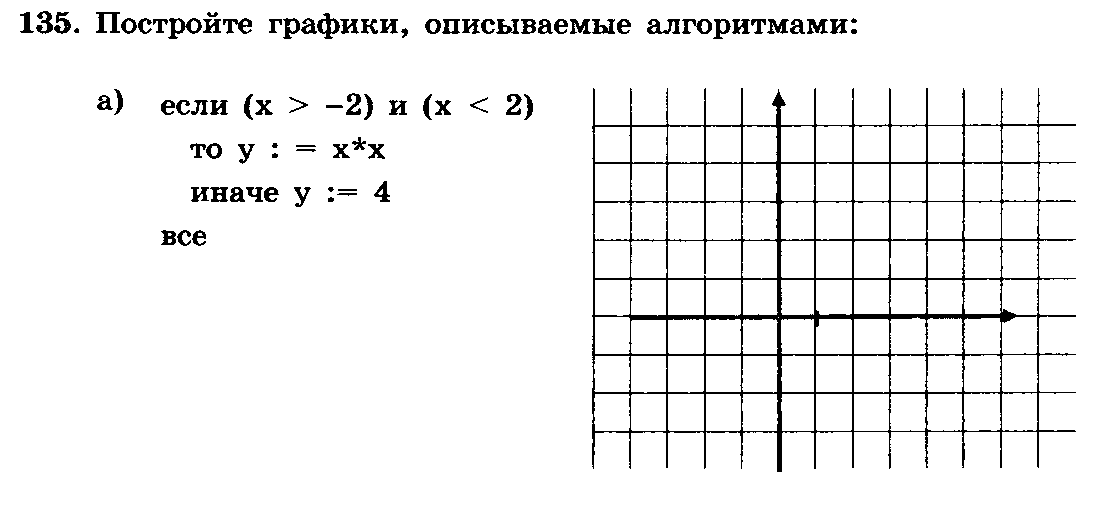 135. Постройте графики, описываемые алгоритмами:
а) если (x > -2) и (x < 2)
то y : = x*x
иначе y := 4
все